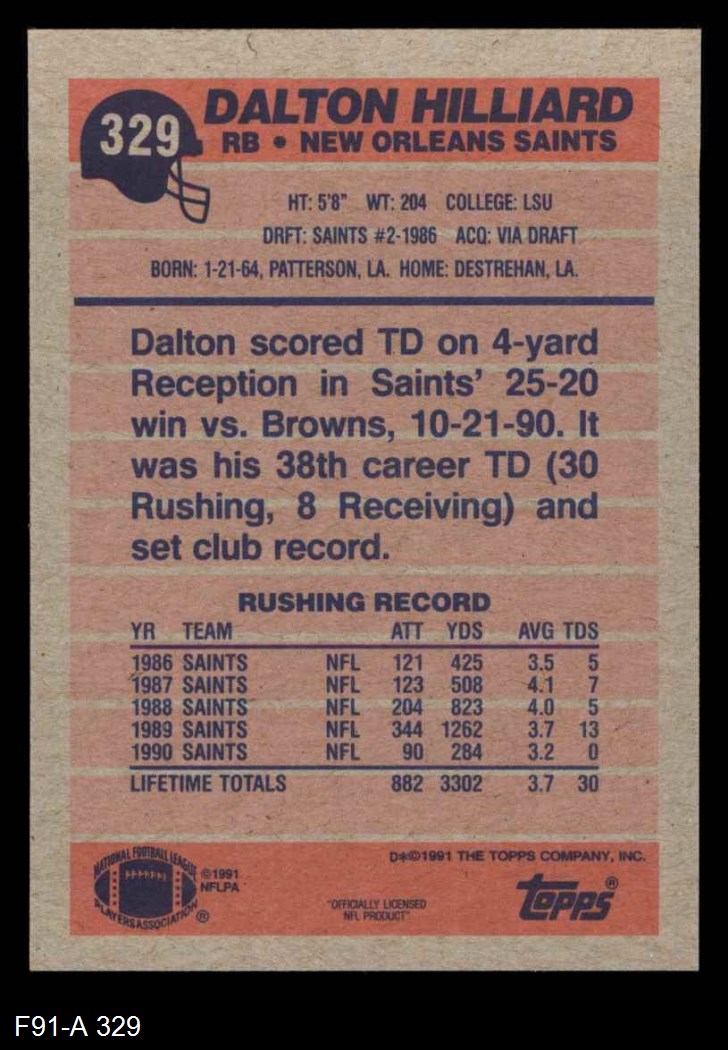 329
DALTON HILLIARD
RB • NEW ORLEANS SAINTS
HT: 5'8" WT: 204 COLLEGE: LSU
DRFT: SAINTS #2-1986 ACQ: VIA DRAFT
BORN: 1-21-64, PATTERSON, LA. HOME: DESTREHAN, LA.
Dalton scored TD on 4-yard
Reception in Saints' 25-20
win vs. Browns, 10-21-90. It
was his 38th career TD (30
Rushing, 8 Receiving) and
set club record.
RUSHING RECORD
YR TEAM ATT YDS AVG TDS
1986 SAINTS NFL 121 425 3.5 5
1987 SAINTS NFL 123 508 4.1 7
1988 SAINTS NFL 204 823 4.0 5
1989 SAINTS NFL 344 1262 3.7 13
1990 SAINTS NFL 90 284 3.2 0
LIFETIME TOTALS 882 3302 3.7 30
D*©1991 THE TOPPS COMPANY, INC.
NATIONAL FOOTBALL LEAGUE
PLAYERS ASSOCIATION ®
©1991
NFLPA
"OFFICIALLY LICENSED
NFL PRODUCT"
topps®
F91-A 329